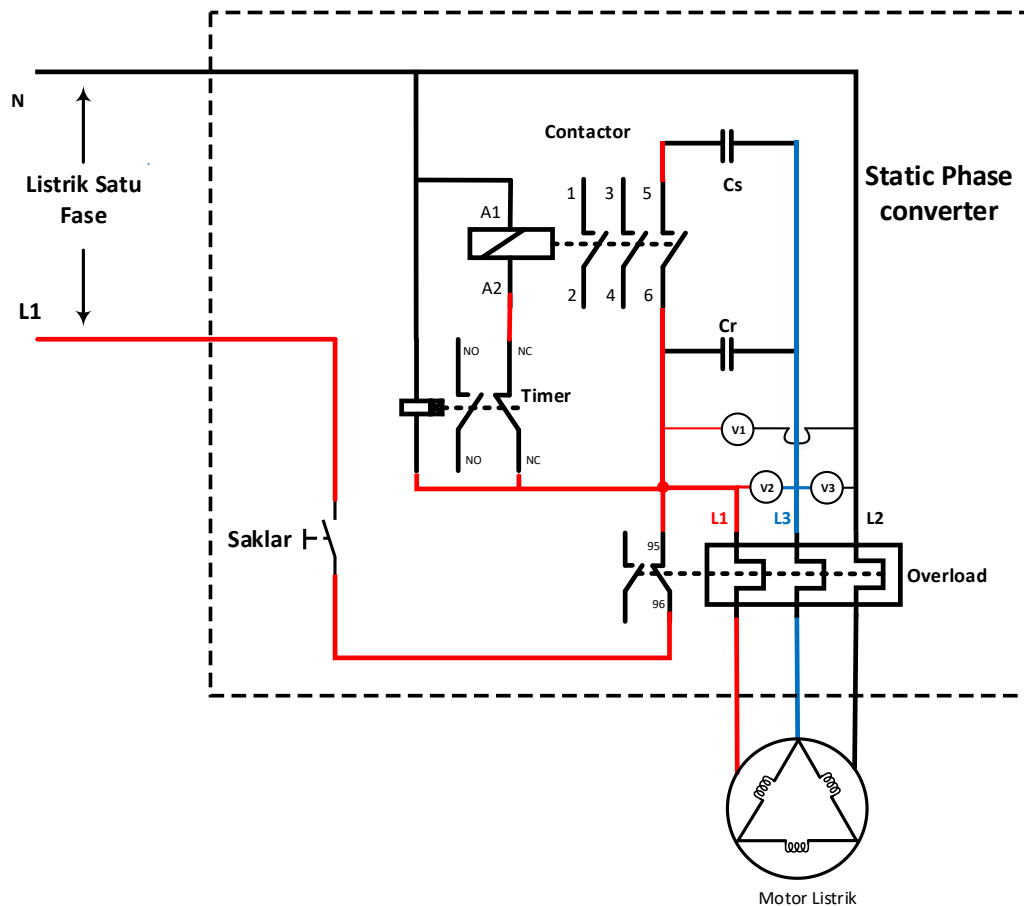 N
Listrik Satu
Fase
L1
Contactor
Cs
Static Phase
converter
1
3
5
A1
A2
2
4
6
Cr
NO
NC
Timer
NO
NC
V1
V2
V3
L1
L3
L2
Saklar
95
96
Overload
Motor Listrik